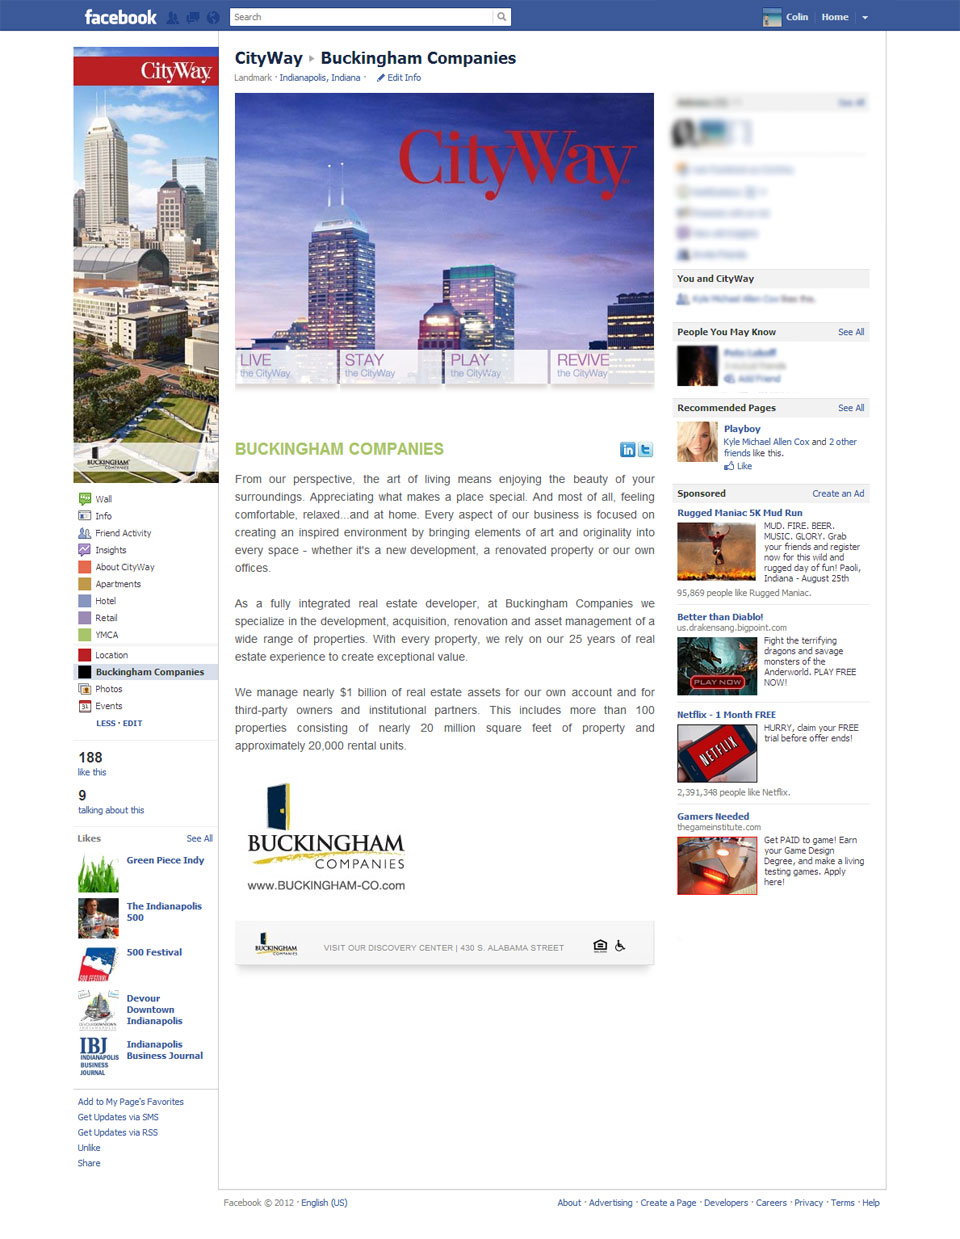 facebook
Search
Colin
Home
CityWay
BUCKINGHAM
COMPANIES
Wall
Info
Friend Activity
Insights
About CityWay
Apartments
Hotel
Retail
YMCA
Location
Buckingham Companies
Photos
Events
LESS · EDIT
188
like this
9
talking about this
Likes
See All
Green Piece Indy
The Indianapolis
500
500 Festival
500 FESTIVAL
Devour
Downtown
Indianapolis
IBJ
INDIANAPOLIS
BUSINESS
JOURNAL
Indianapolis
Business Journal
Add to My Page's Favorites
Get Updates via SMS
Get Updates via RSS
Unlike
Share
CityWay ▸ Buckingham Companies
Landmark · Indianapolis, Indiana · Edit Info
CityWay
LIVE
the CityWay
STAY
the CityWay
PLAY
the CityWay
REVIVE
the CityWay
BUCKINGHAM COMPANIES
in t
From our perspective, the art of living means enjoying the beauty of your
surroundings. Appreciating what makes a place special. And most of all, feeling
comfortable, relaxed...and at home. Every aspect of our business is focused on
creating an inspired environment by bringing elements of art and originality into
every space - whether it's a new development, a renovated property or our own
offices.
As a fully integrated real estate developer, at Buckingham Companies we
specialize in the development, acquisition, renovation and asset management of a
wide range of properties. With every property, we rely on our 25 years of real
estate experience to create exceptional value.
We manage nearly $1 billion of real estate assets for our own account and for
third-party owners and institutional partners. This includes more than 100
properties consisting of nearly 20 million square feet of property and
approximately 20,000 rental units.
BUCKINGHAM
COMPANIES
www.BUCKINGHAM-CO.com
BUCKINGHAM
COMPANIES
VISIT OUR DISCOVERY CENTER | 430 S. ALABAMA STREET
See All
You and CityWay
People You May Know
See All
Add Friend
Recommended Pages
See All
Playboy
Kyle Michael Allen Cox and 2 other
friends like this.
Like
Sponsored
Create an Ad
Rugged Maniac 5K Mud Run
MUD. FIRE. BEER.
MUSIC. GLORY. Grab
your friends and register
now for this wild and
rugged day of fun! Paoli,
Indiana - August 25th
95,869 people like Rugged Maniac.
Better than Diablo!
us.drakensang.bigpoint.com
PLAY NOW
Fight the terrifying
dragons and savage
monsters of the
Anderworld. PLAY FREE
NOW!
Netflix - 1 Month FREE
NETFLIX
HURRY, claim your FREE
trial before offer ends!
2,391,348 people like Netflix.
Gamers Needed
thegameinstitute.com
Get PAID to game! Earn
your Game Design
Degree, and make a living
testing games. Apply
here!
Facebook © 2012 · English (US)
About · Advertising · Create a Page · Developers · Careers · Privacy · Terms · Help